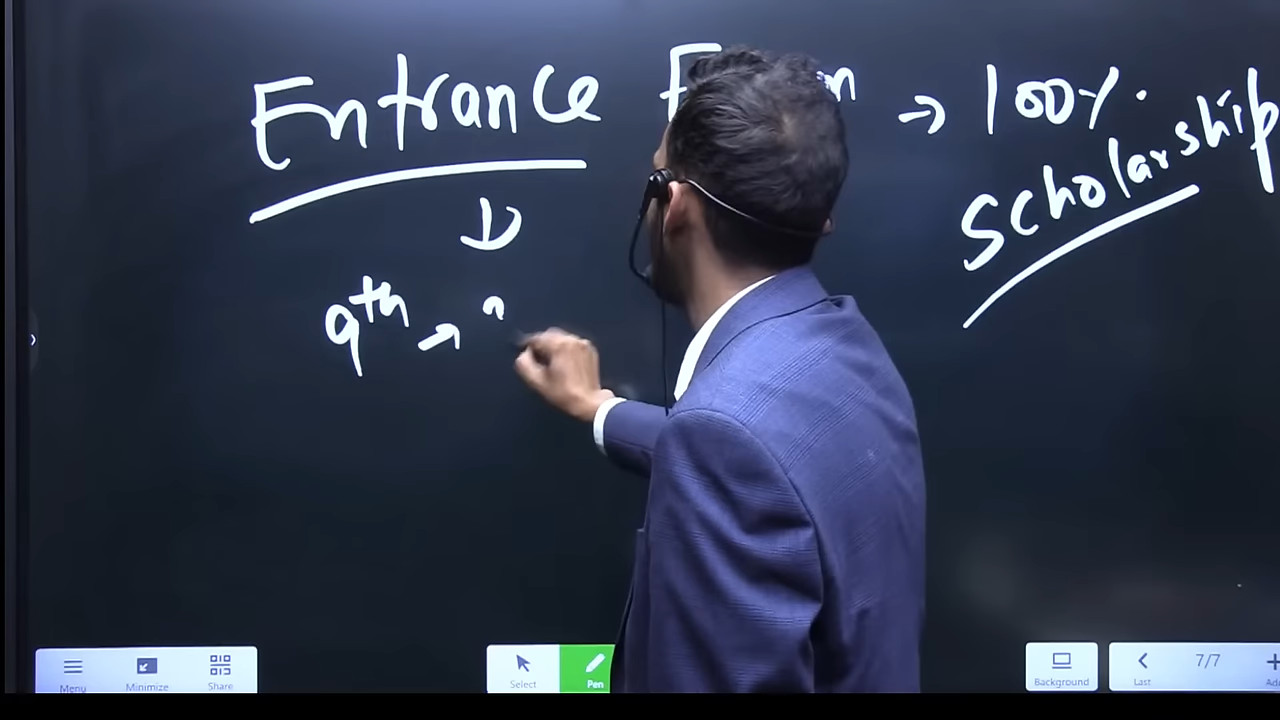 Entrance → 100%.
Scholarship
D
9th →
Menu Minimize Share Select Pen Background Last 7/7